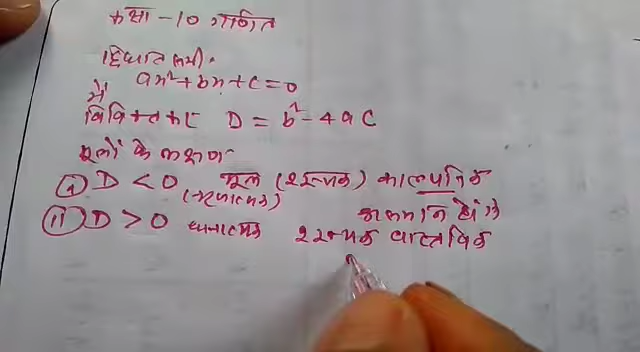 कक्षा - 10 गणित
द्विघात समी.
ax²+bx+c=0
में
विविक्तकर D = b² - 4ac
मूलों के लक्षण
(i) D < 0 मूल काल्पनिक
(ऋणात्मक)
असमान होंगे
(ii) D > 0 धनात्मक वास्तविक